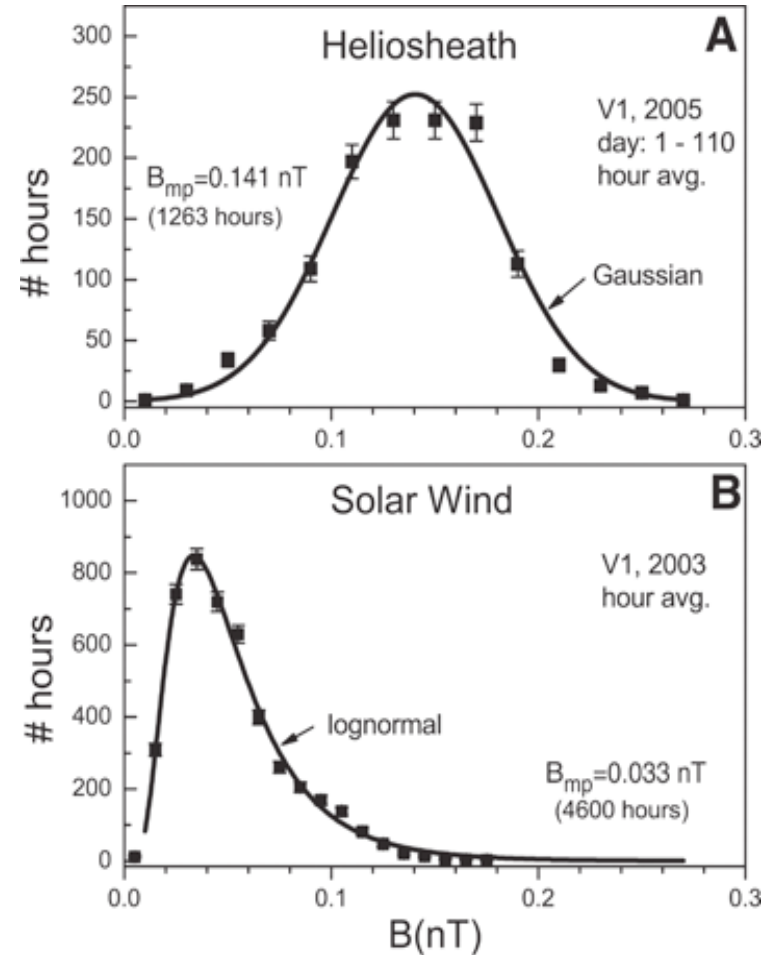 A
Heliosheath
300
250
200
150
100
50
0
# hours
V1, 2005
day: 1 - 110
hour avg.
B_mp=0.141 nT
(1263 hours)
Gaussian
0.0 0.1 0.2 0.3
B
Solar Wind
1000
800
600
400
200
0
# hours
V1, 2003
hour avg.
lognormal
B_mp=0.033 nT
(4600 hours)
0.0 0.1 0.2 0.3
B(nT)